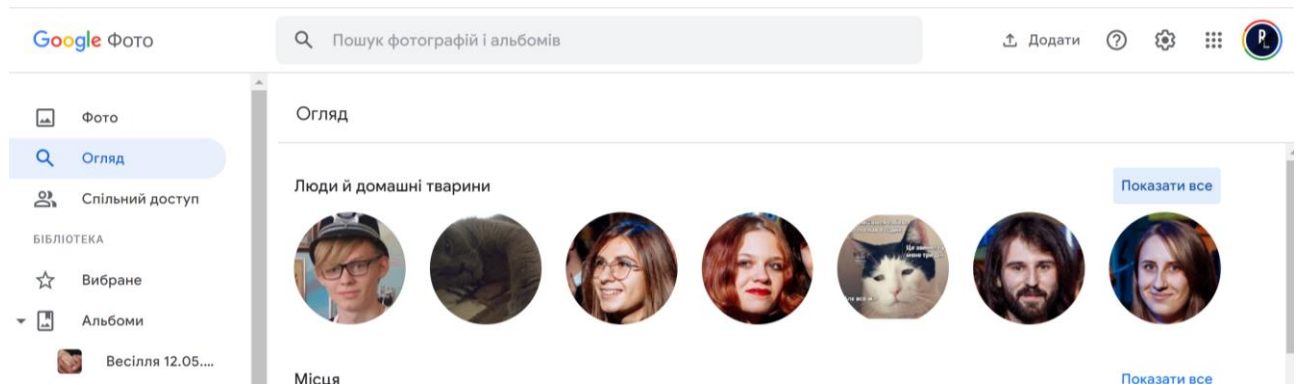 Google Фото
Пошук фотографій і альбомів
Додати
Фото
Огляд
Спільний доступ
БІБЛІОТЕКА
Вибране
Альбоми
Весілля 12.05....
Огляд
Люди й домашні тварини
Показати все
Місця
Показати все